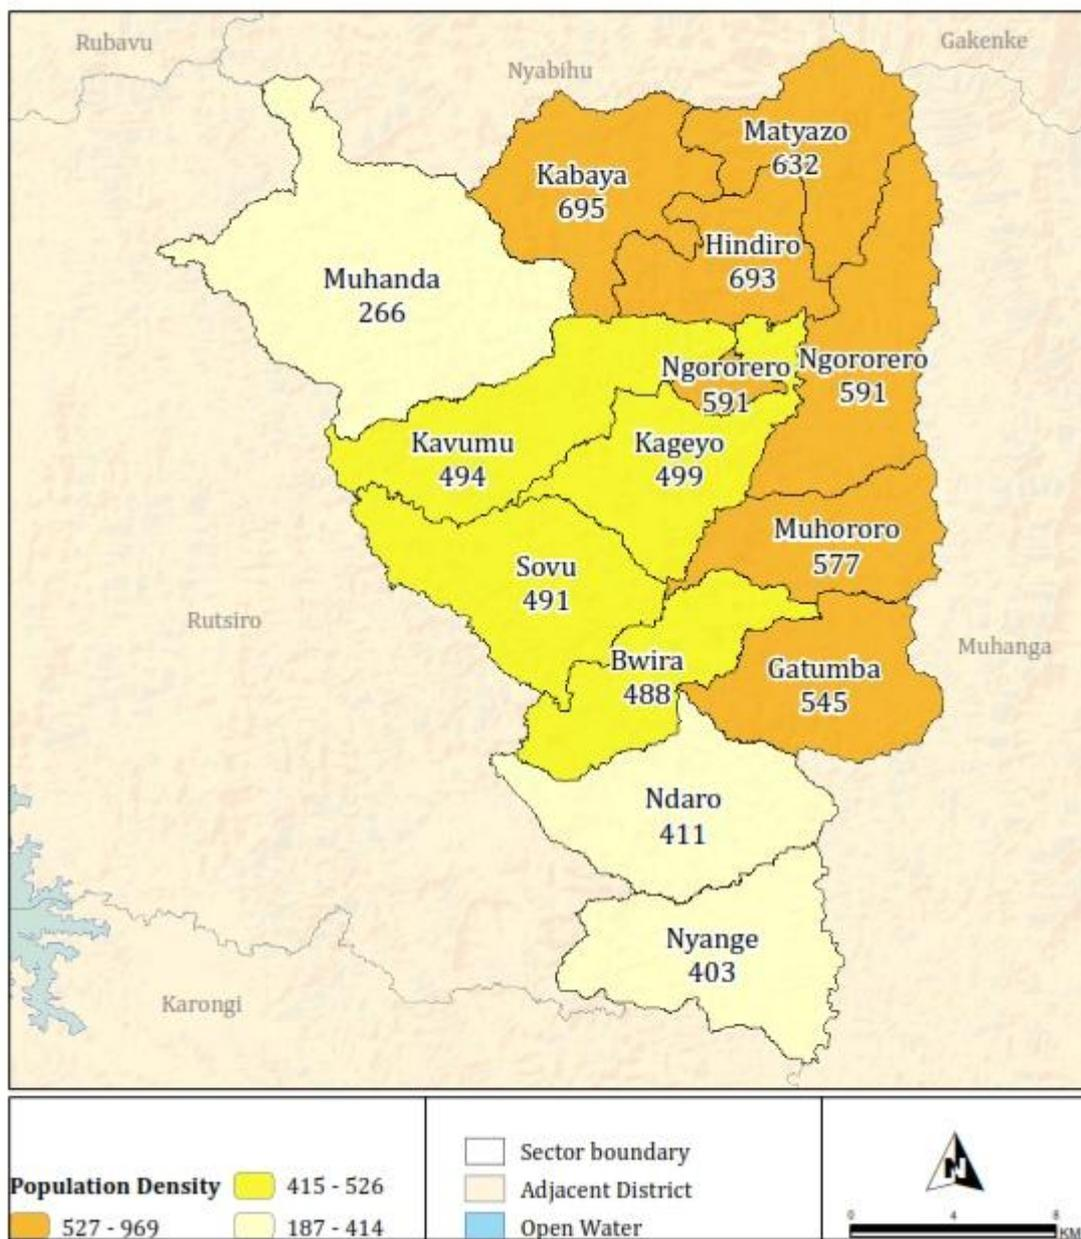 Rubavu
Gakenke
Nyabihu
Matyazo
632
Kabaya
695
Hindiro
693
Muhanda
266
Ngororero
591
Ngororero
591
Kavumu
494
Kageyo
499
Muhororo
577
Sovu
491
Rutsiro
Muhanga
Bwira
488
Gatumba
545
Ndaro
411
Nyange
403
Karongi
Population Density
527 - 969
415 - 526
187 - 414
Sector boundary
Adjacent District
Open Water
N
0 4 8
KM